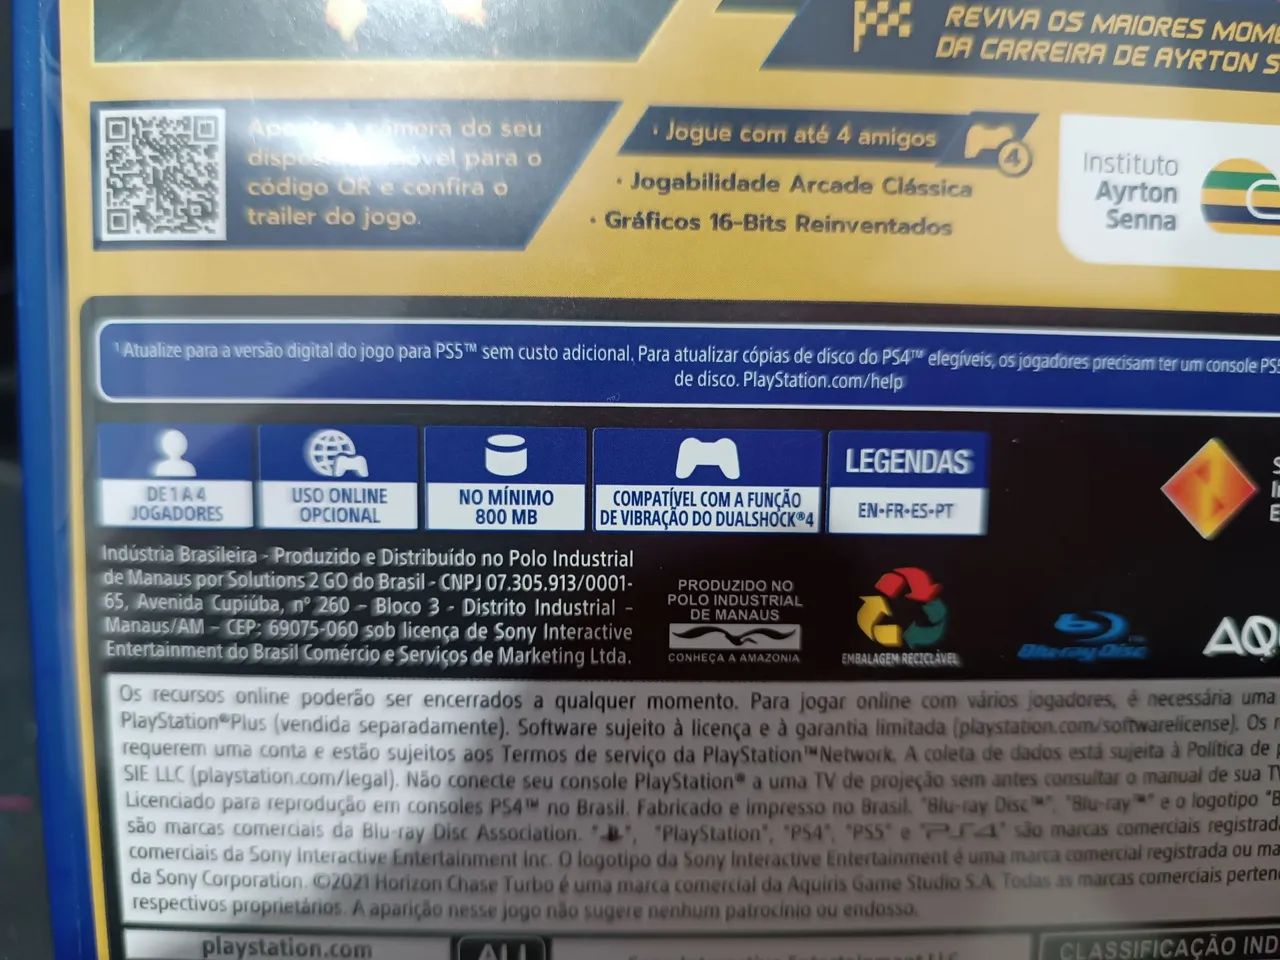 REVIVA OS MAIORES MOME
DA CARREIRA DE AYRTON S
câmera do seu
vel para o
código QR e confira o
trailer do jogo.
· Jogue com até 4 amigos
4
· Jogabilidade Arcade Clássica
· Gráficos 16-Bits Reinventados
Instituto
Ayrton
Senna
¹ Atualize para a versão digital do jogo para PS5™ sem custo adicional. Para atualizar cópias de disco do PS4™ elegíveis, os jogadores precisam ter um console PS5
de disco. PlayStation.com/help
DE 1 A 4
JOGADORES
USO ONLINE
OPCIONAL
NO MÍNIMO
800 MB
COMPATÍVEL COM A FUNÇÃO
DE VIBRAÇÃO DO DUALSHOCK®4
LEGENDAS
EN•FR•ES•PT
S
In
E
Indústria Brasileira - Produzido e Distribuído no Polo Industrial
de Manaus por Solutions 2 GO do Brasil - CNPJ 07.305.913/0001-
65, Avenida Cupiúba, nº 260 – Bloco 3 - Distrito Industrial –
Manaus/AM – CEP: 69075-060 sob licença de Sony Interactive
Entertainment do Brasil Comércio e Serviços de Marketing Ltda.
PRODUZIDO NO
POLO INDUSTRIAL
DE MANAUS
CONHEÇA A AMAZONIA
EMBALAGEM RECICLÁVEL
Blu-ray Disc
AQ
Os recursos online poderão ser encerrados a qualquer momento. Para jogar online com vários jogadores, é necessária uma
PlayStation®Plus (vendida separadamente). Software sujeito à licença e à garantia limitada (playstation.com/softwarelicense). Os
requerem uma conta e estão sujeitos aos Termos de serviço da PlayStation™Network. A coleta de dados está sujeita à Política de p
SIE LLC (playstation.com/legal). Não conecte seu console PlayStation® a uma TV de projeção sem antes consultar o manual de sua TV
Licenciado para reprodução em consoles PS4™ no Brasil. Fabricado e impresso no Brasil. "Blu-ray Disc™", "Blu-ray™" e o logotipo "B
são marcas comerciais da Blu-ray Disc Association. " ", "PlayStation", "PS4", "PS5" e "PS4" são marcas comerciais registrada
comerciais da Sony Interactive Entertainment Inc. O logotipo da Sony Interactive Entertainment é uma marca comercial registrada ou ma
da Sony Corporation. ©2021 Horizon Chase Turbo é uma marca comercial da Aquiris Game Studio S.A. Todas as marcas comerciais perten
respectivos proprietários. A aparição nesse jogo não sugere nenhum patrocínio ou endosso.
playstation.com
ALL
CLASSIFICAÇÃO IND